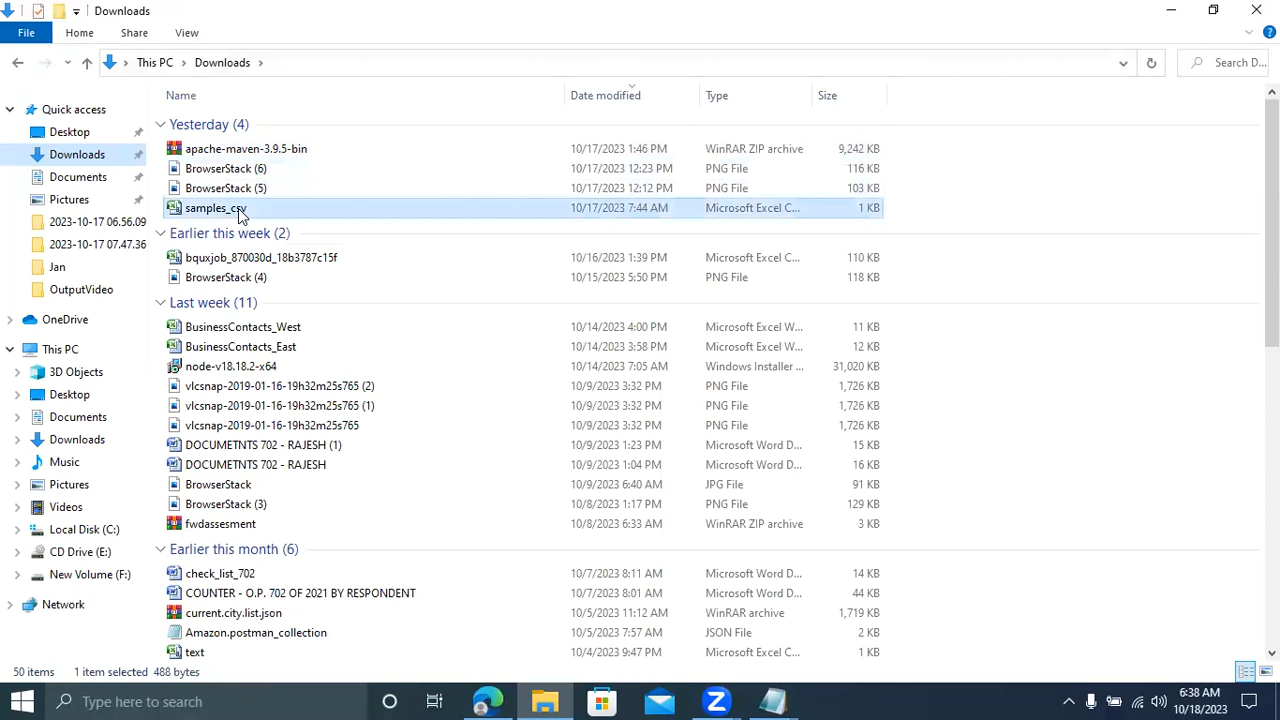 Downloads
File Home Share View
This PC Downloads
Search D...
Name Date modified Type Size
Quick access
Desktop
Downloads
Documents
Pictures
2023-10-17 06.56.09
2023-10-17 07.47.36
Jan
OutputVideo
OneDrive
This PC
3D Objects
Desktop
Documents
Downloads
Music
Pictures
Videos
Local Disk (C:)
CD Drive (E:)
New Volume (F:)
Network
Yesterday (4)
apache-maven-3.9.5-bin 10/17/2023 1:46 PM WinRAR ZIP archive 9,242 KB
BrowserStack (6) 10/17/2023 12:23 PM PNG File 116 KB
BrowserStack (5) 10/17/2023 12:12 PM PNG File 103 KB
samples_csv 10/17/2023 7:44 AM Microsoft Excel C... 1 KB
Earlier this week (2)
bquxjob_870030d_18b3787c15f 10/16/2023 1:39 PM Microsoft Excel C... 110 KB
BrowserStack (4) 10/15/2023 5:50 PM PNG File 118 KB
Last week (11)
BusinessContacts_West 10/14/2023 4:00 PM Microsoft Excel W... 11 KB
BusinessContacts_East 10/14/2023 3:58 PM Microsoft Excel W... 12 KB
node-v18.18.2-x64 10/14/2023 7:05 AM Windows Installer ... 31,020 KB
vlcsnap-2019-01-16-19h32m25s765 (2) 10/9/2023 3:32 PM PNG File 1,726 KB
vlcsnap-2019-01-16-19h32m25s765 (1) 10/9/2023 3:32 PM PNG File 1,726 KB
vlcsnap-2019-01-16-19h32m25s765 10/9/2023 3:32 PM PNG File 1,726 KB
DOCUMETNTS 702 - RAJESH (1) 10/9/2023 1:23 PM Microsoft Word D... 15 KB
DOCUMETNTS 702 - RAJESH 10/9/2023 1:04 PM Microsoft Word D... 16 KB
BrowserStack 10/9/2023 6:40 AM JPG File 91 KB
BrowserStack (3) 10/8/2023 1:17 PM PNG File 129 KB
fwdassesment 10/8/2023 6:33 AM WinRAR ZIP archive 3 KB
Earlier this month (6)
check_list_702 10/7/2023 8:11 AM Microsoft Word D... 14 KB
COUNTER - O.P. 702 OF 2021 BY RESPONDENT 10/7/2023 8:01 AM Microsoft Word D... 44 KB
current.city.list.json 10/5/2023 11:12 AM WinRAR archive 1,719 KB
Amazon.postman_collection 10/5/2023 7:57 AM JSON File 2 KB
text 10/4/2023 9:47 PM Microsoft Excel C... 1 KB
50 items 1 item selected 488 bytes
Type here to search
6:38 AM
10/18/2023